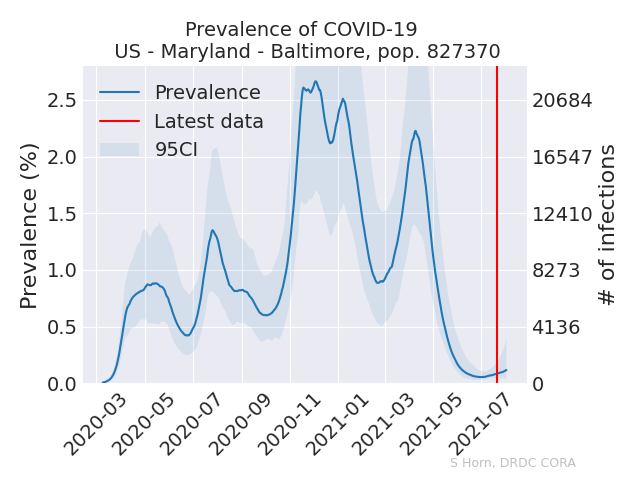 Prevalence of COVID-19
US - Maryland - Baltimore, pop. 827370
Prevalence
Latest data
95CI
Prevalence (%)
2.5
2.0
1.5
1.0
0.5
0.0
20684
16547
12410
8273
4136
0
# of infections
2020-03
2020-05
2020-07
2020-09
2020-11
2021-01
2021-03
2021-05
2021-07
S Horn, DRDC CORA